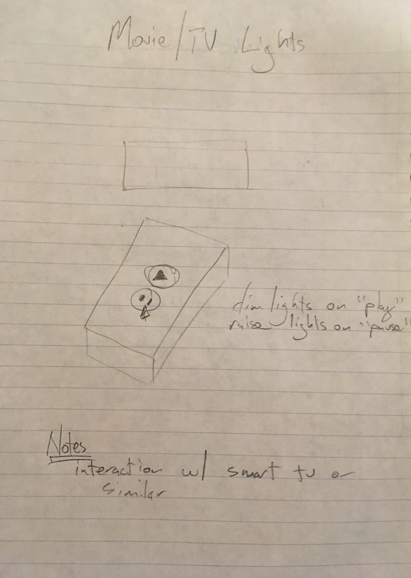 Movie/TV Lights
dim lights on "play"
raise lights on "pause"
Notes
interaction w/ smart tv or
similar